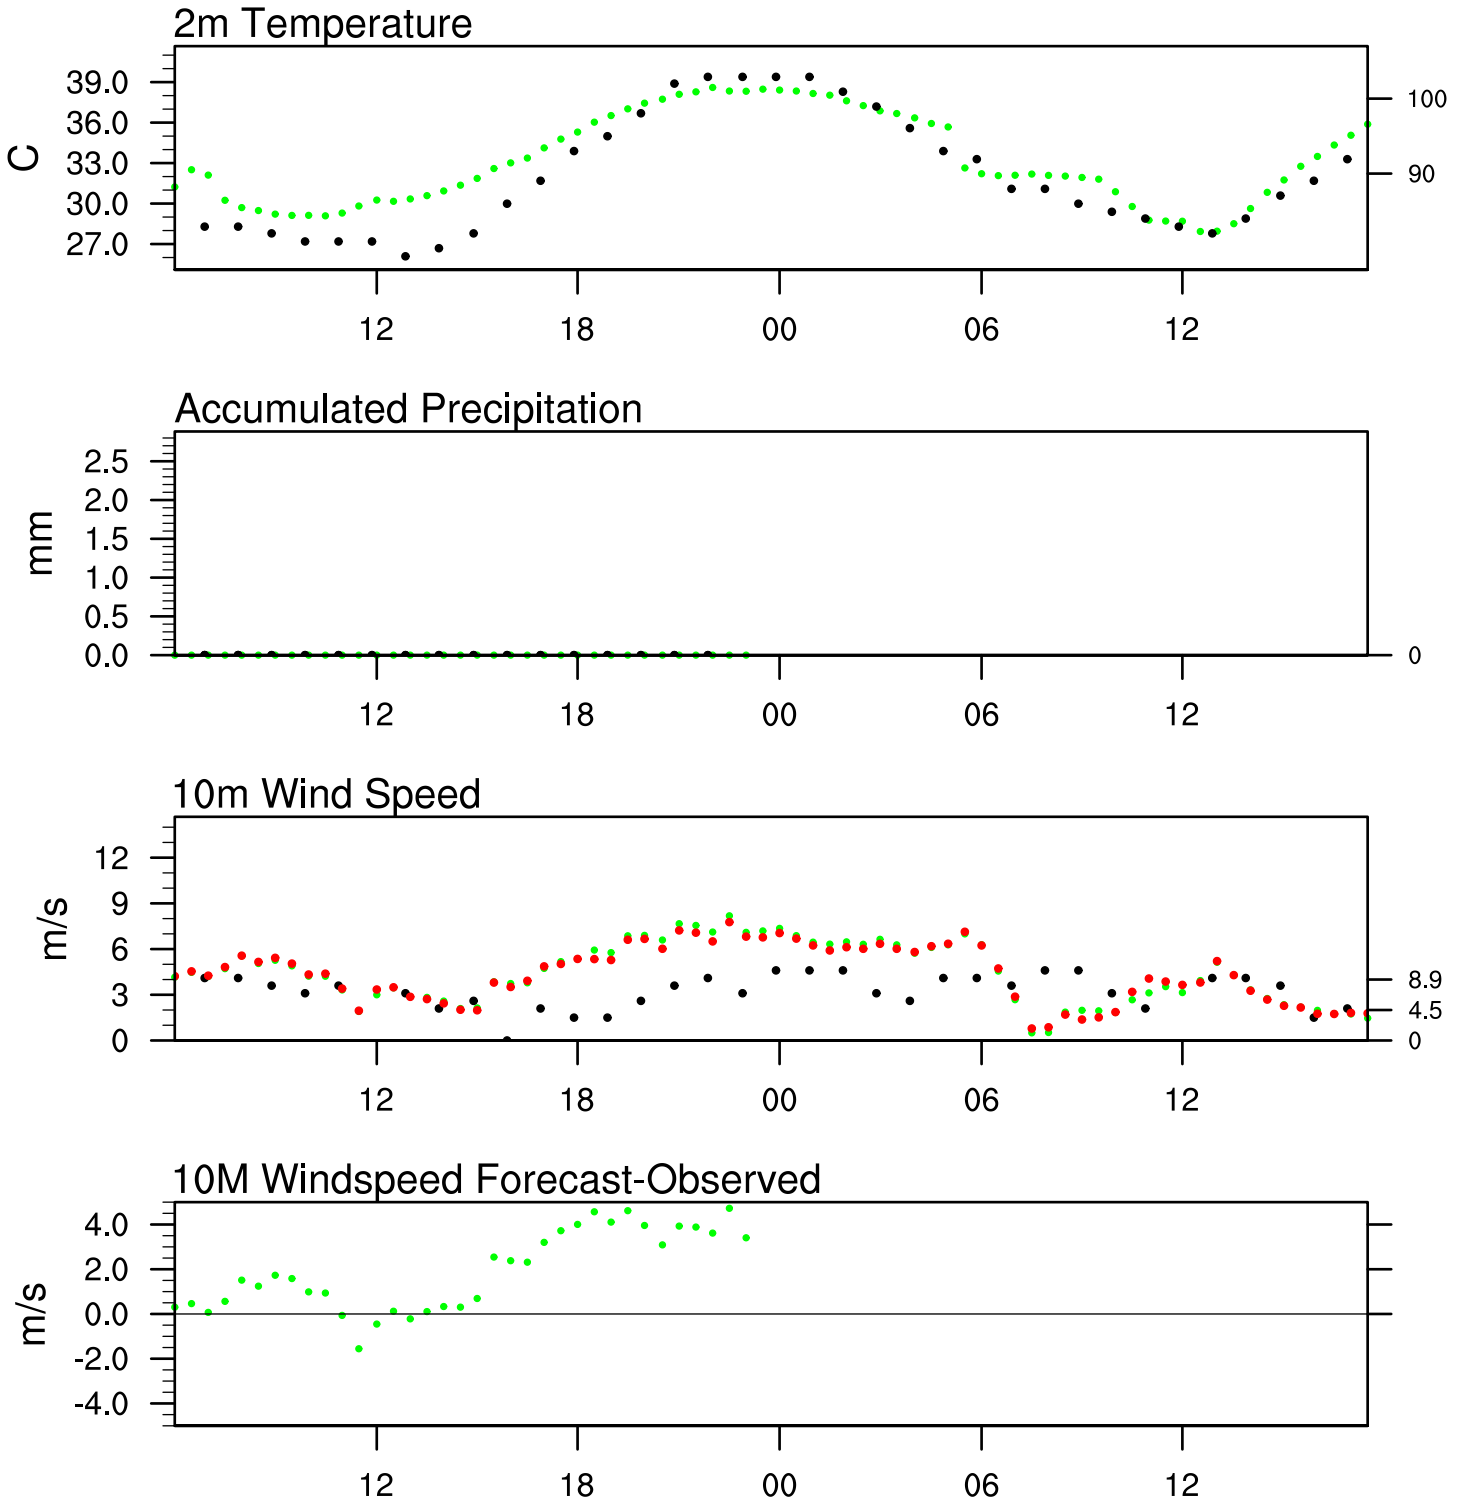 2m Temperature
39.0
36.0
33.0
30.0
27.0
C
100
90
12 18 00 06 12
Accumulated Precipitation
2.5
2.0
1.5
1.0
0.5
0.0
mm
0
12 18 00 06 12
10m Wind Speed
12
9
6
3
0
m/s
8.9
4.5
0
12 18 00 06 12
10M Windspeed Forecast-Observed
4.0
2.0
0.0
-2.0
-4.0
m/s
12 18 00 06 12